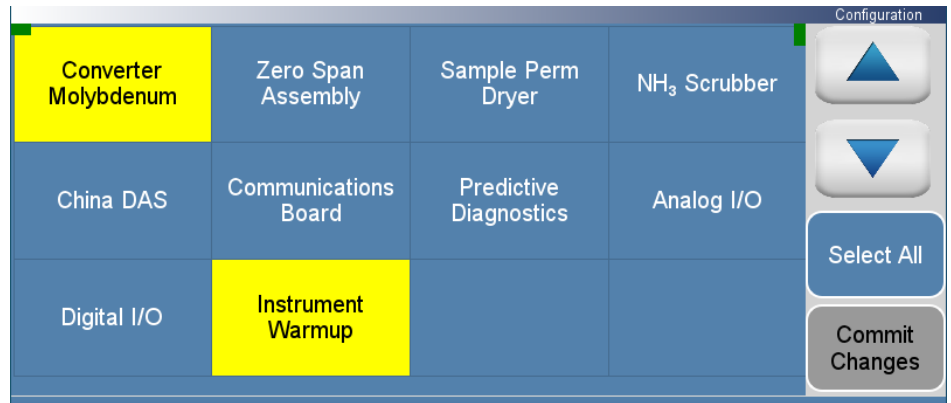 Configuration
Converter
Molybdenum
Zero Span
Assembly
Sample Perm
Dryer
NH₃ Scrubber
China DAS
Communications
Board
Predictive
Diagnostics
Analog I/O
Select All
Digital I/O
Instrument
Warmup
Commit
Changes